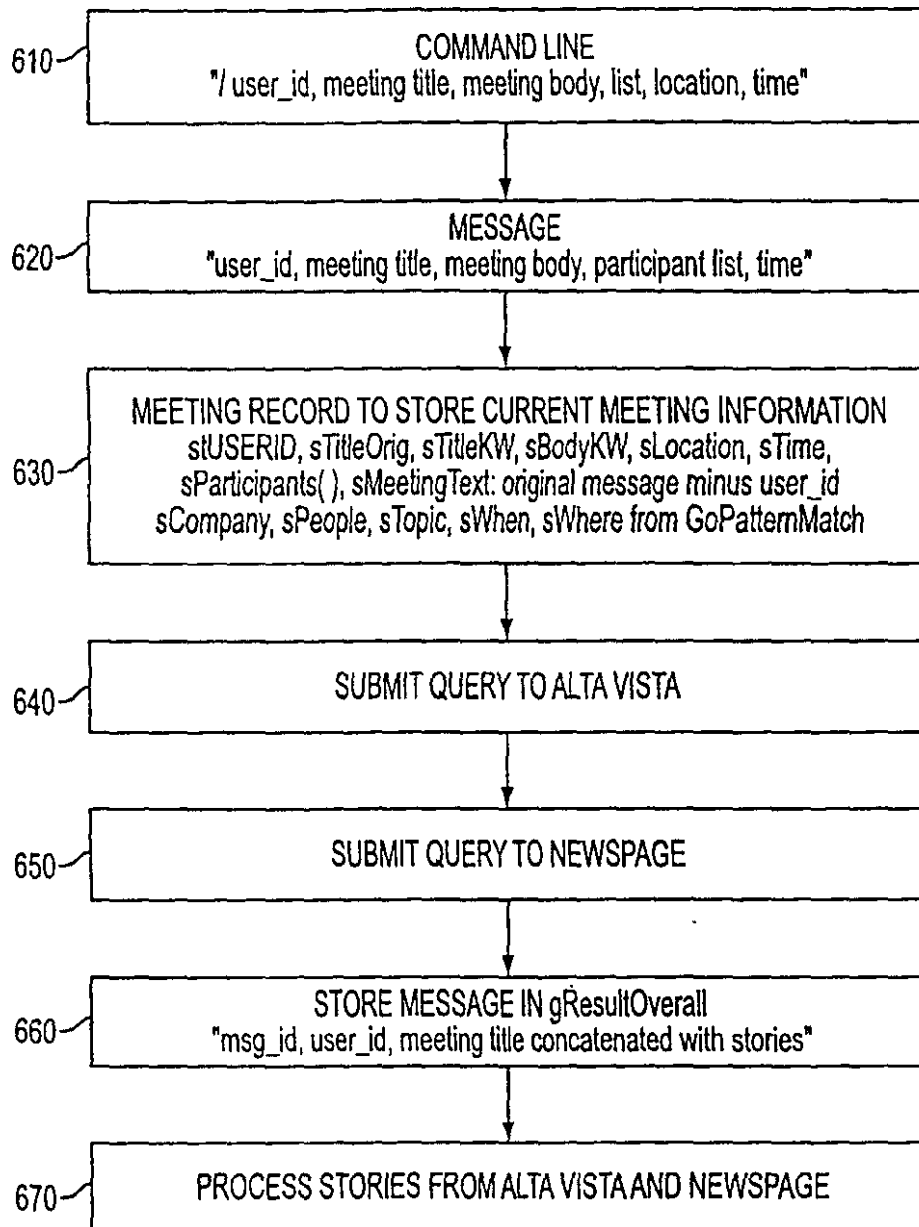 610
COMMAND LINE
"/ user_id, meeting title, meeting body, list, location, time"
620
MESSAGE
"user_id, meeting title, meeting body, participant list, time"
630
MEETING RECORD TO STORE CURRENT MEETING INFORMATION
stUSERID, sTitleOrig, sTitleKW, sBodyKW, sLocation, sTime,
sParticipants( ), sMeetingText: original message minus user_id
sCompany, sPeople, sTopic, sWhen, sWhere from GoPatternMatch
640
SUBMIT QUERY TO ALTA VISTA
650
SUBMIT QUERY TO NEWSPAGE
660
STORE MESSAGE IN gResultOverall
"msg_id, user_id, meeting title concatenated with stories"
670
PROCESS STORIES FROM ALTA VISTA AND NEWSPAGE